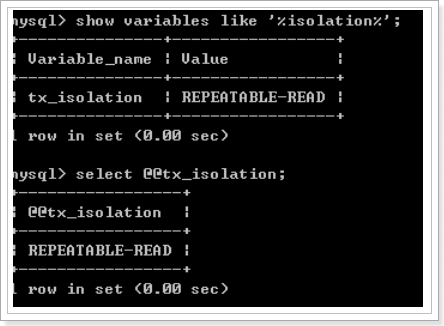 mysql> show variables like '%isolation%';
+---------------+-----------------+
| Variable_name | Value           |
+---------------+-----------------+
| tx_isolation  | REPEATABLE-READ |
+---------------+-----------------+
1 row in set (0.00 sec)
mysql> select @@tx_isolation;
+-----------------+
| @@tx_isolation  |
+-----------------+
| REPEATABLE-READ |
+-----------------+
1 row in set (0.00 sec)